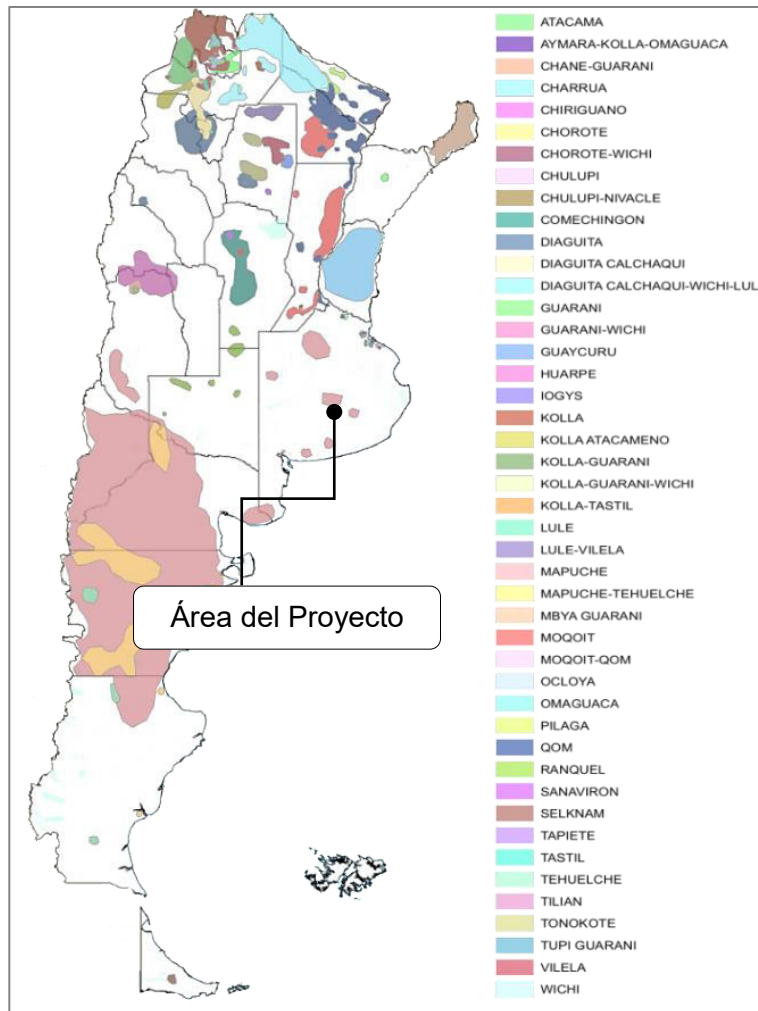 ATACAMA
AYMARA-KOLLA-OMAGUACA
CHANE-GUARANI
CHARRUA
CHIRIGUANO
CHOROTE
CHOROTE-WICHI
CHULUPI
CHULUPI-NIVACLE
COMECHINGON
DIAGUITA
DIAGUITA CALCHAQUI
DIAGUITA CALCHAQUI-WICHI-LUL
GUARANI
GUARANI-WICHI
GUAYCURU
HUARPE
IOGYS
KOLLA
KOLLA ATACAMENO
KOLLA-GUARANI
KOLLA-GUARANI-WICHI
KOLLA-TASTIL
LULE
LULE-VILELA
MAPUCHE
MAPUCHE-TEHUELCHE
MBYA GUARANI
MOQOIT
MOQOIT-QOM
OCLOYA
OMAGUACA
PILAGA
QOM
RANQUEL
SANAVIRON
SELKNAM
TAPIETE
TASTIL
TEHUELCHE
TILIAN
TONOKOTE
TUPI GUARANI
VILELA
WICHI
Área del Proyecto